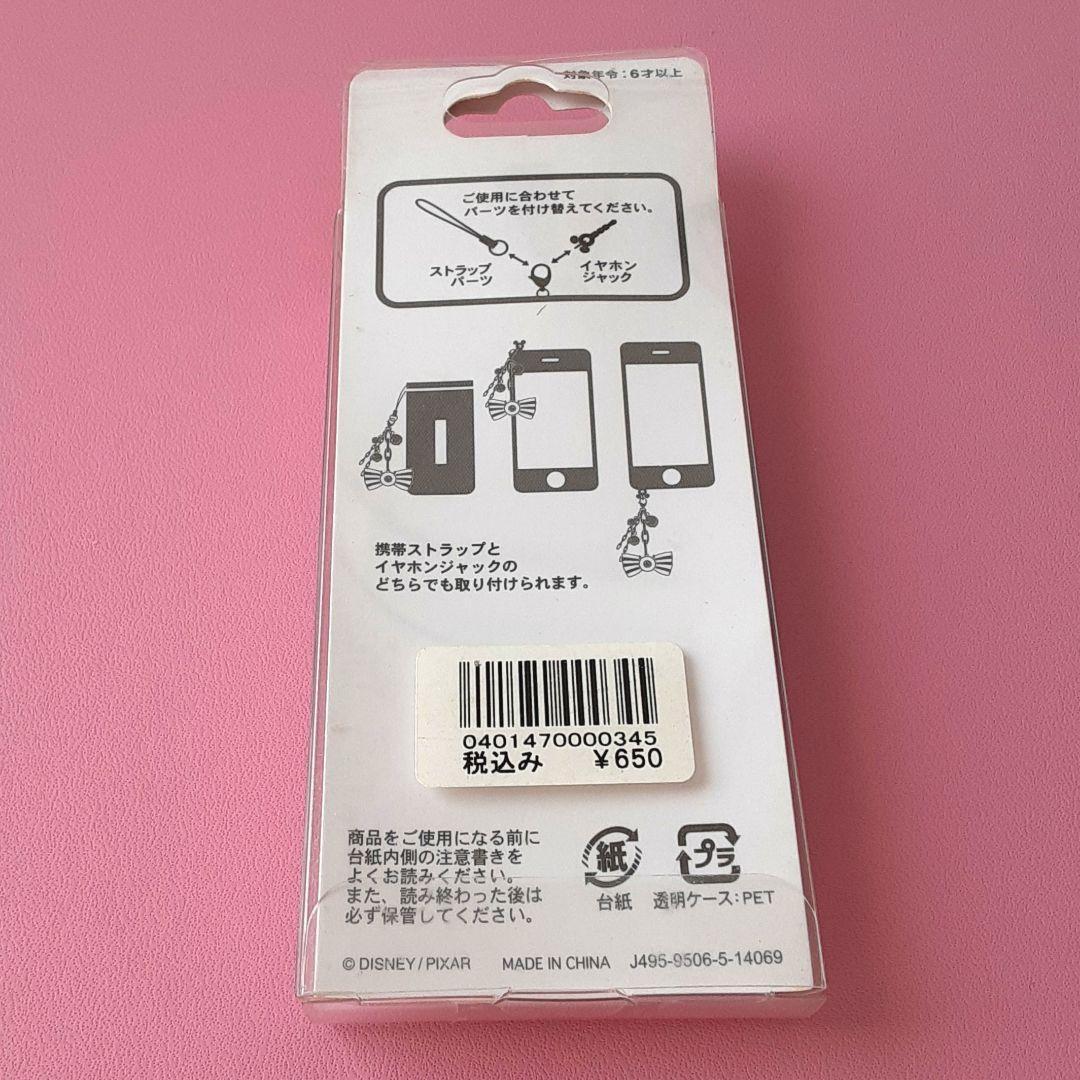 対象年令：6才以上
ご使用に合わせて
パーツを付け替えてください。
ストラップ
パーツ
イヤホン
ジャック
携帯ストラップと
イヤホンジャックの
どちらでも取り付けられます。
0401470000345
税込み ¥650
商品をご使用になる前に
台紙内側の注意書きを
よくお読みください。
また、読み終わった後は
必ず保管してください。
紙
台紙
プラ
透明ケース：PET
© DISNEY/PIXAR MADE IN CHINA J495-9506-5-14069